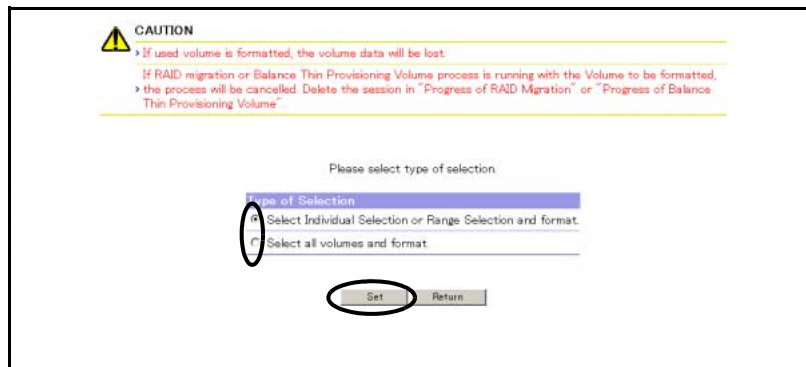 CAUTION
If used volume is formatted, the volume data will be lost.
If RAID migration or Balance Thin Provisioning Volume process is running with the Volume to be formatted,
the process will be cancelled. Delete the session in "Progress of RAID Migration" or "Progress of Balance
Thin Provisioning Volume".
Please select type of selection.
Type of Selection
Select Individual Selection or Range Selection and format.
Select all volumes and format.
Set Return